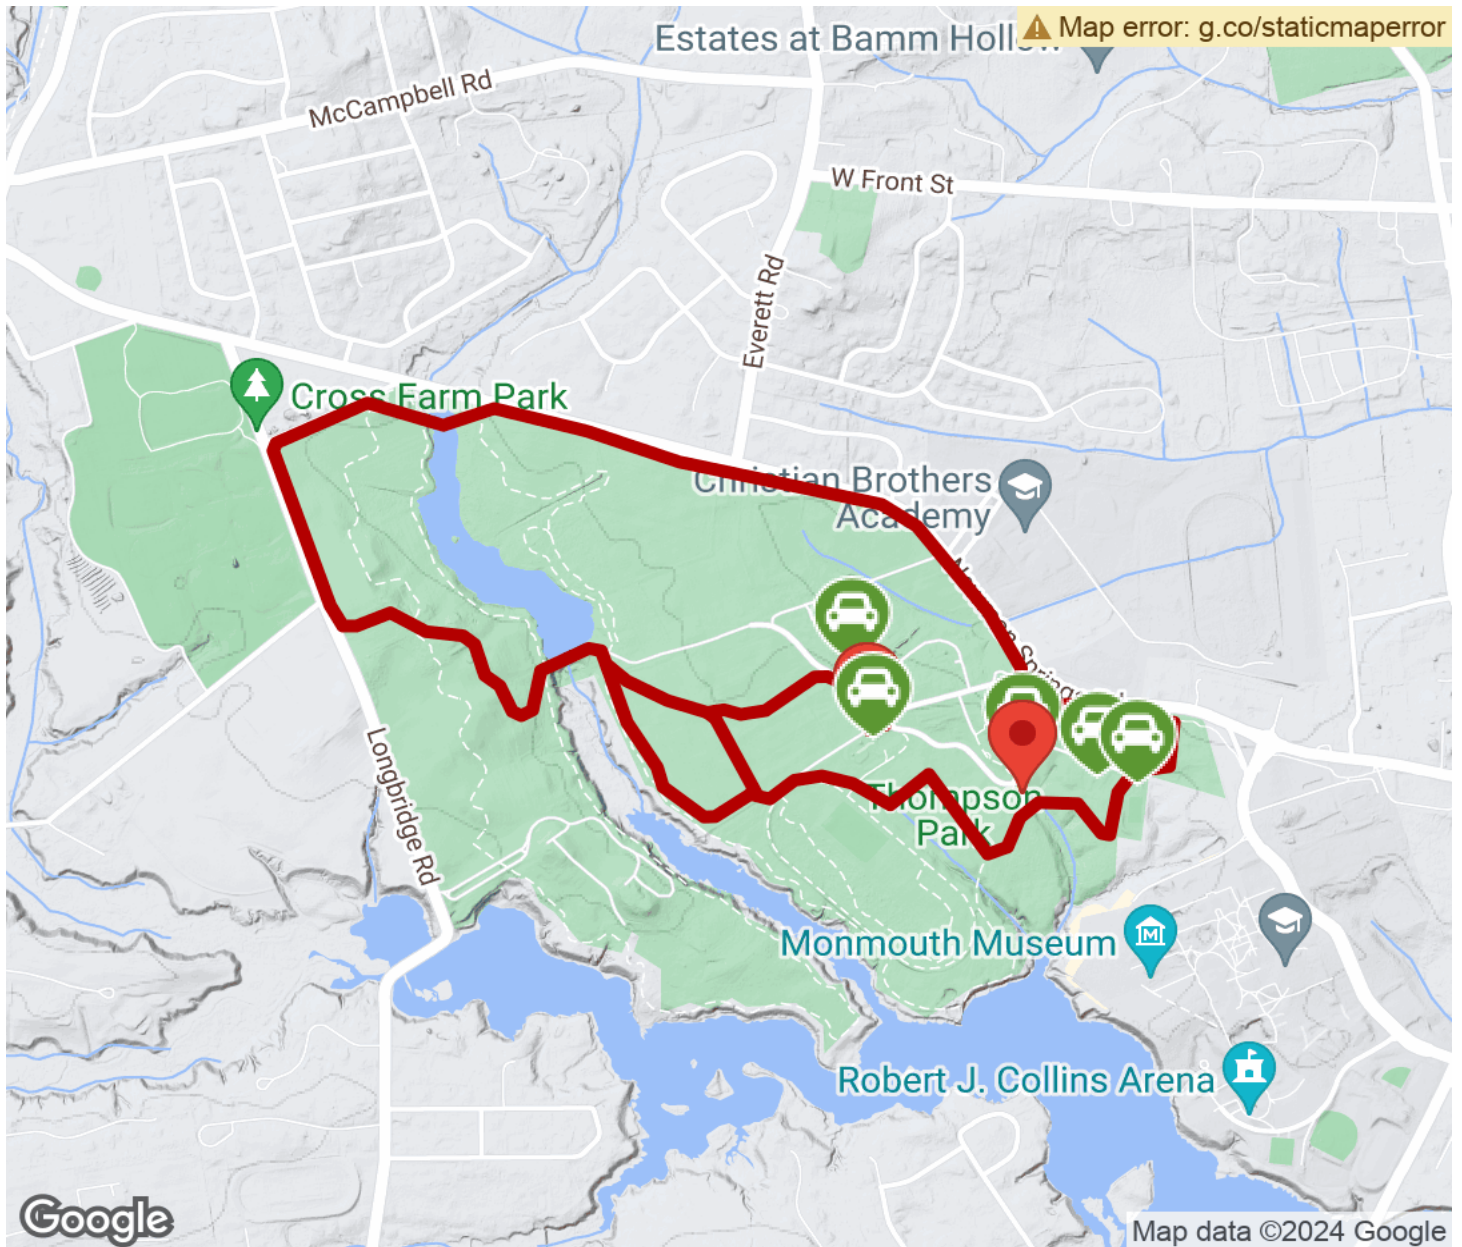 Map error: g.co/staticmaperror
Estates at Bamm Hollow
McCampbell Rd
W Front St
Everett Rd
Cross Farm Park
Christian Brothers
Academy
Longbridge Rd
Thompson
Park
Monmouth Museum
M
Robert J. Collins Arena
Google
Map data ©2024 Google